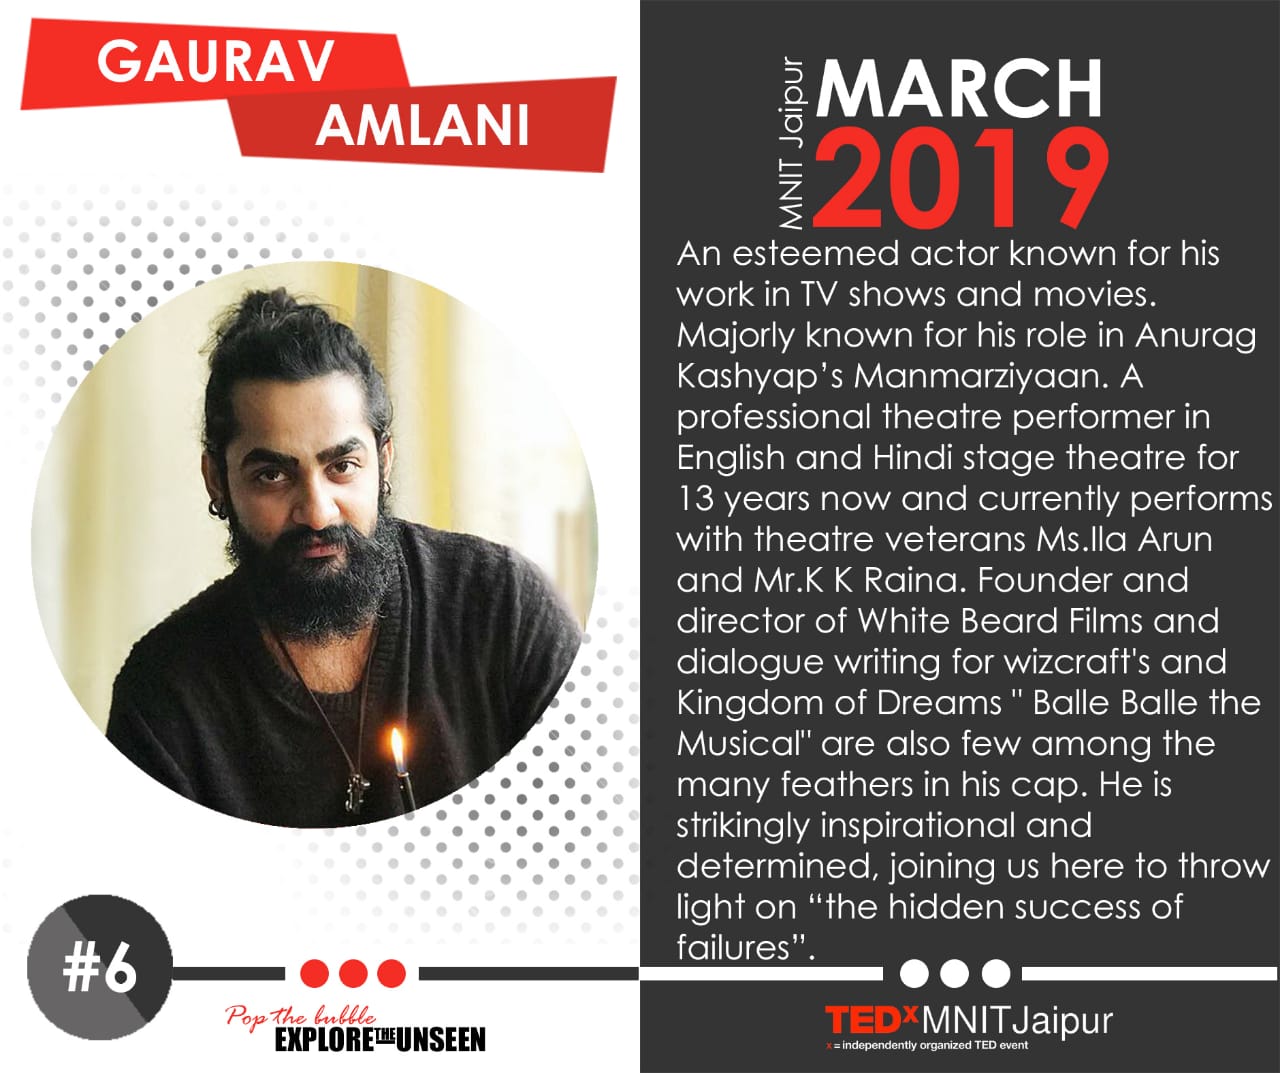 GAURAV
AMLANI
#6
Pop the bubble
EXPLORE THE UNSEEN
MNIT Jaipur
MARCH
2019
An esteemed actor known for his
work in TV shows and movies.
Majorly known for his role in Anurag
Kashyap’s Manmarziyaan. A
professional theatre performer in
English and Hindi stage theatre for
13 years now and currently performs
with theatre veterans Ms.Ila Arun
and Mr.K K Raina. Founder and
director of White Beard Films and
dialogue writing for wizcraft's and
Kingdom of Dreams " Balle Balle the
Musical" are also few among the
many feathers in his cap. He is
strikingly inspirational and
determined, joining us here to throw
light on “the hidden success of
failures”.
TEDxMNITJaipur
x = independently organized TED event